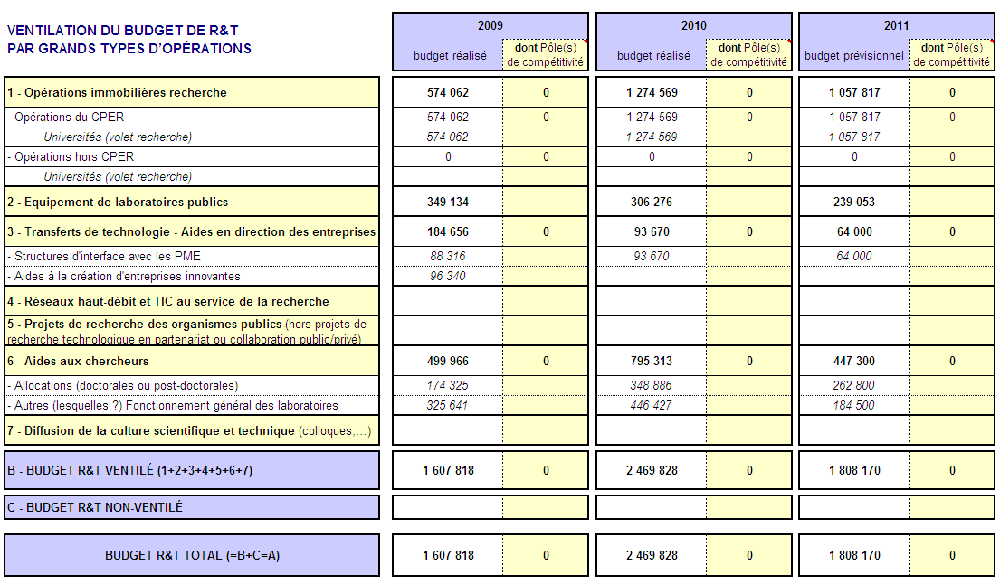 VENTILATION DU BUDGET DE R&T
PAR GRANDS TYPES D'OPÉRATIONS
2009 2010 2011
budget réalisé dont Pôle(s) de compétitivité budget réalisé dont Pôle(s) de compétitivité budget prévisionnel dont Pôle(s) de compétitivité
1 - Opérations immobilières recherche 574 062 0 1 274 569 0 1 057 817 0
- Opérations du CPER 574 062 0 1 274 569 0 1 057 817 0
Universités (volet recherche) 574 062 1 274 569 1 057 817
- Opérations hors CPER 0 0 0 0 0 0
Universités (volet recherche)
2 - Equipement de laboratoires publics 349 134 306 276 239 053
3 - Transferts de technologie - Aides en direction des entreprises 184 656 0 93 670 0 64 000 0
- Structures d'interface avec les PME 88 316 93 670 64 000
- Aides à la création d'entreprises innovantes 96 340
4 - Réseaux haut-débit et TIC au service de la recherche
5 - Projets de recherche des organismes publics (hors projets de
recherche technologique en partenariat ou collaboration public/privé)
6 - Aides aux chercheurs 499 966 0 795 313 0 447 300 0
- Allocations (doctorales ou post-doctorales) 174 325 348 886 262 800
- Autres (lesquelles ?) Fonctionnement général des laboratoires 325 641 446 427 184 500
7 - Diffusion de la culture scientifique et technique (colloques,...)
B - BUDGET R&T VENTILÉ (1+2+3+4+5+6+7) 1 607 818 0 2 469 828 0 1 808 170 0
C - BUDGET R&T NON-VENTILÉ
BUDGET R&T TOTAL (=B+C=A) 1 607 818 0 2 469 828 0 1 808 170 0